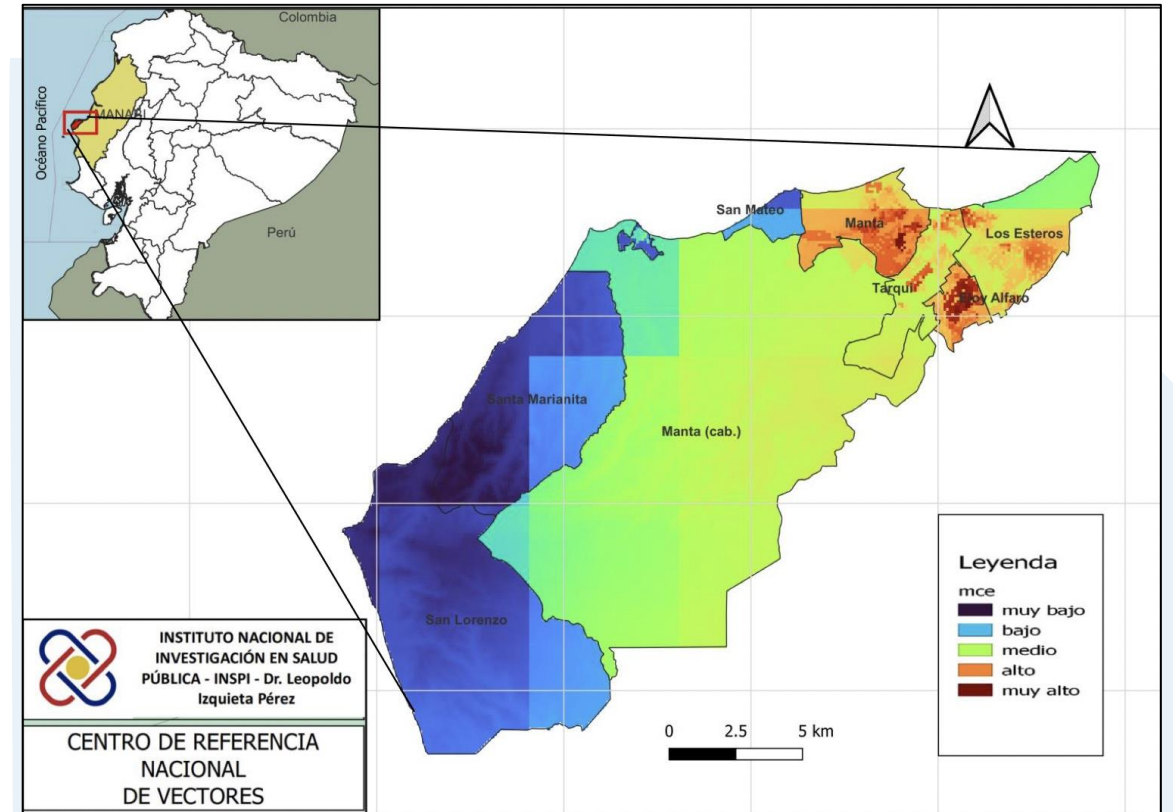 Colombia
Océano Pacífico
MANABI
Perú
San Mateo
Manta
Los Esteros
Tarqui
Eloy Alfaro
Santa Marianita
Manta (cab.)
San Lorenzo
Leyenda
mce
muy bajo
bajo
medio
alto
muy alto
0 2.5 5 km
INSTITUTO NACIONAL DE
INVESTIGACIÓN EN SALUD
PÚBLICA - INSPI - Dr. Leopoldo
Izquieta Pérez
CENTRO DE REFERENCIA
NACIONAL
DE VECTORES